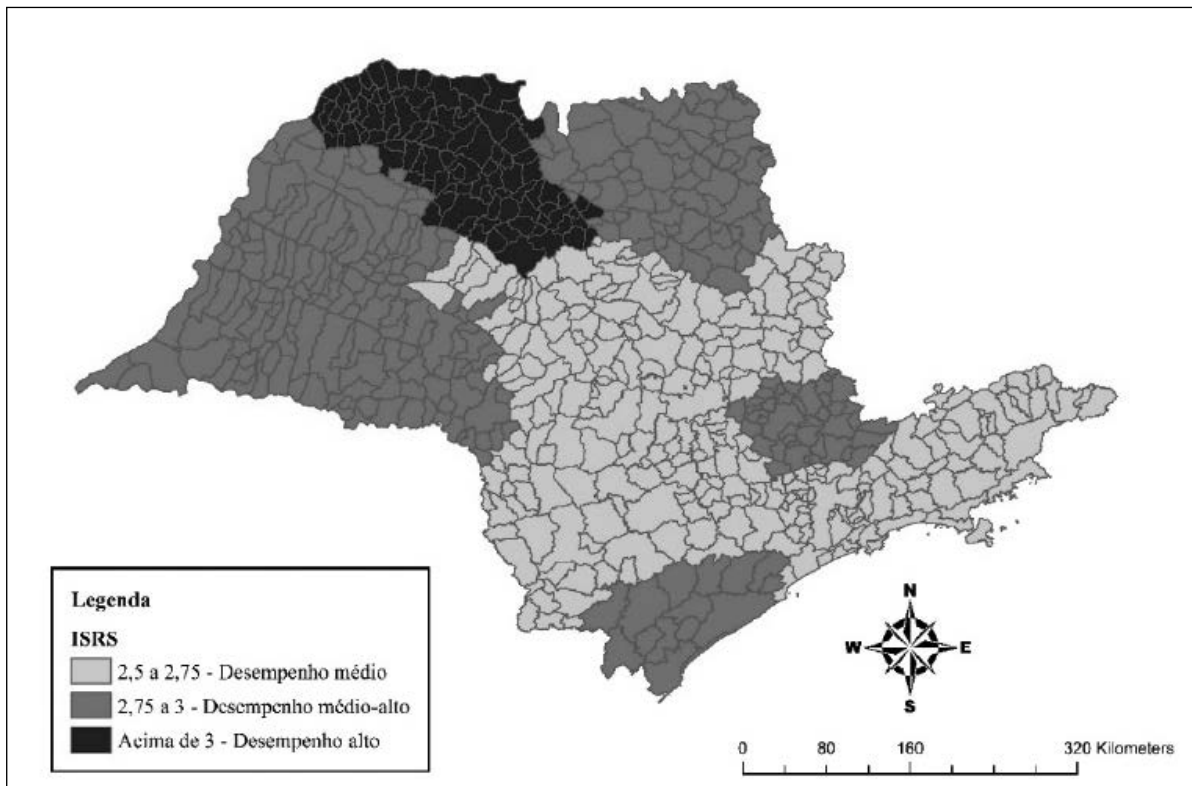 Legenda
ISRS
2,5 a 2,75 - Desempenho médio
2,75 a 3 - Desempenho médio-alto
Acima de 3 - Desempenho alto
N
W E
S
0 80 160 320 Kilometers